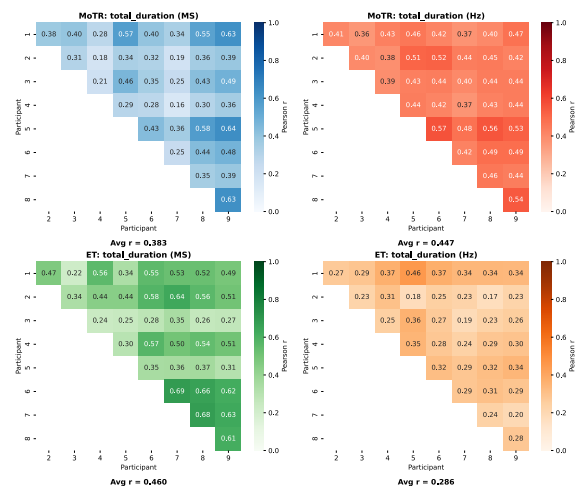 MoTR: total_duration (MS)
1 0.38 0.40 0.28 0.57 0.40 0.34 0.55 0.63
2 0.31 0.18 0.34 0.32 0.19 0.36 0.39
3 0.21 0.46 0.35 0.25 0.43 0.49
4 0.29 0.28 0.16 0.30 0.36
5 0.43 0.36 0.58 0.64
6 0.25 0.44 0.48
7 0.35 0.39
8 0.63
2 3 4 5 6 7 8 9
Participant
Participant
1.0
0.8
0.6
0.4
0.2
0.0
Pearson r
Avg r = 0.383
MoTR: total_duration (Hz)
1 0.41 0.36 0.43 0.46 0.42 0.37 0.48 0.47
2 0.40 0.38 0.51 0.52 0.44 0.45 0.42
3 0.39 0.43 0.44 0.40 0.40 0.44 0.44
4 0.44 0.42 0.37 0.43 0.44
5 0.57 0.48 0.56 0.53
6 0.42 0.49 0.49
7 0.46 0.44
8 0.54
2 3 4 5 6 7 8 9
Participant
Participant
1.0
0.8
0.6
0.4
0.2
0.0
Pearson r
Avg r = 0.447
ET: total_duration (MS)
1 0.47 0.22 0.56 0.34 0.55 0.53 0.52 0.49
2 0.34 0.44 0.44 0.58 0.64 0.56 0.51
3 0.24 0.25 0.28 0.35 0.26 0.27
4 0.30 0.57 0.50 0.54 0.51
5 0.35 0.36 0.37 0.31
6 0.69 0.66 0.62
7 0.68 0.63
8 0.61
2 3 4 5 6 7 8 9
Participant
Participant
1.0
0.8
0.6
0.4
0.2
0.0
Pearson r
Avg r = 0.460
ET: total_duration (Hz)
1 0.27 0.29 0.37 0.46 0.37 0.34 0.34 0.34
2 0.23 0.31 0.18 0.25 0.23 0.17 0.23
3 0.25 0.36 0.27 0.19 0.23 0.26
4 0.35 0.28 0.24 0.29 0.30
5 0.32 0.29 0.32 0.34
6 0.29 0.31 0.29
7 0.24 0.20
8 0.28
2 3 4 5 6 7 8 9
Participant
Participant
1.0
0.8
0.6
0.4
0.2
0.0
Pearson r
Avg r = 0.286